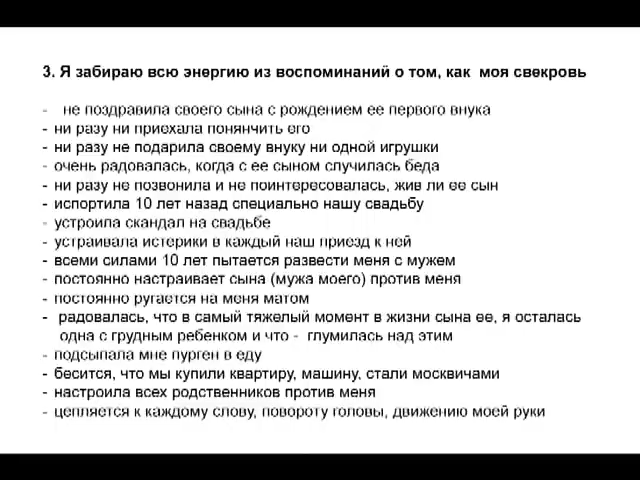 3. Я забираю всю энергию из воспоминаний о том, как моя свекровь
- не поздравила своего сына с рождением ее первого внука
- ни разу ни приехала понянчить его
- ни разу не подарила своему внуку ни одной игрушки
- очень радовалась, когда с ее сыном случилась беда
- ни разу не позвонила и не поинтересовалась, жив ли ее сын
- испортила 10 лет назад специально нашу свадьбу
- устроила скандал на свадьбе
- устраивала истерики в каждый наш приезд к ней
- всеми силами 10 лет пытается развести меня с мужем
- постоянно настраивает сына (мужа моего) против меня
- постоянно ругается на меня матом
- радовалась, что в самый тяжелый момент в жизни сына ее, я осталась
одна с грудным ребенком и что - глумилась над этим
- подсыпала мне пурген в еду
- бесится, что мы купили квартиру, машину, стали москвичами
- настроила всех родственников против меня
- цепляется к каждому слову, повороту головы, движению моей руки